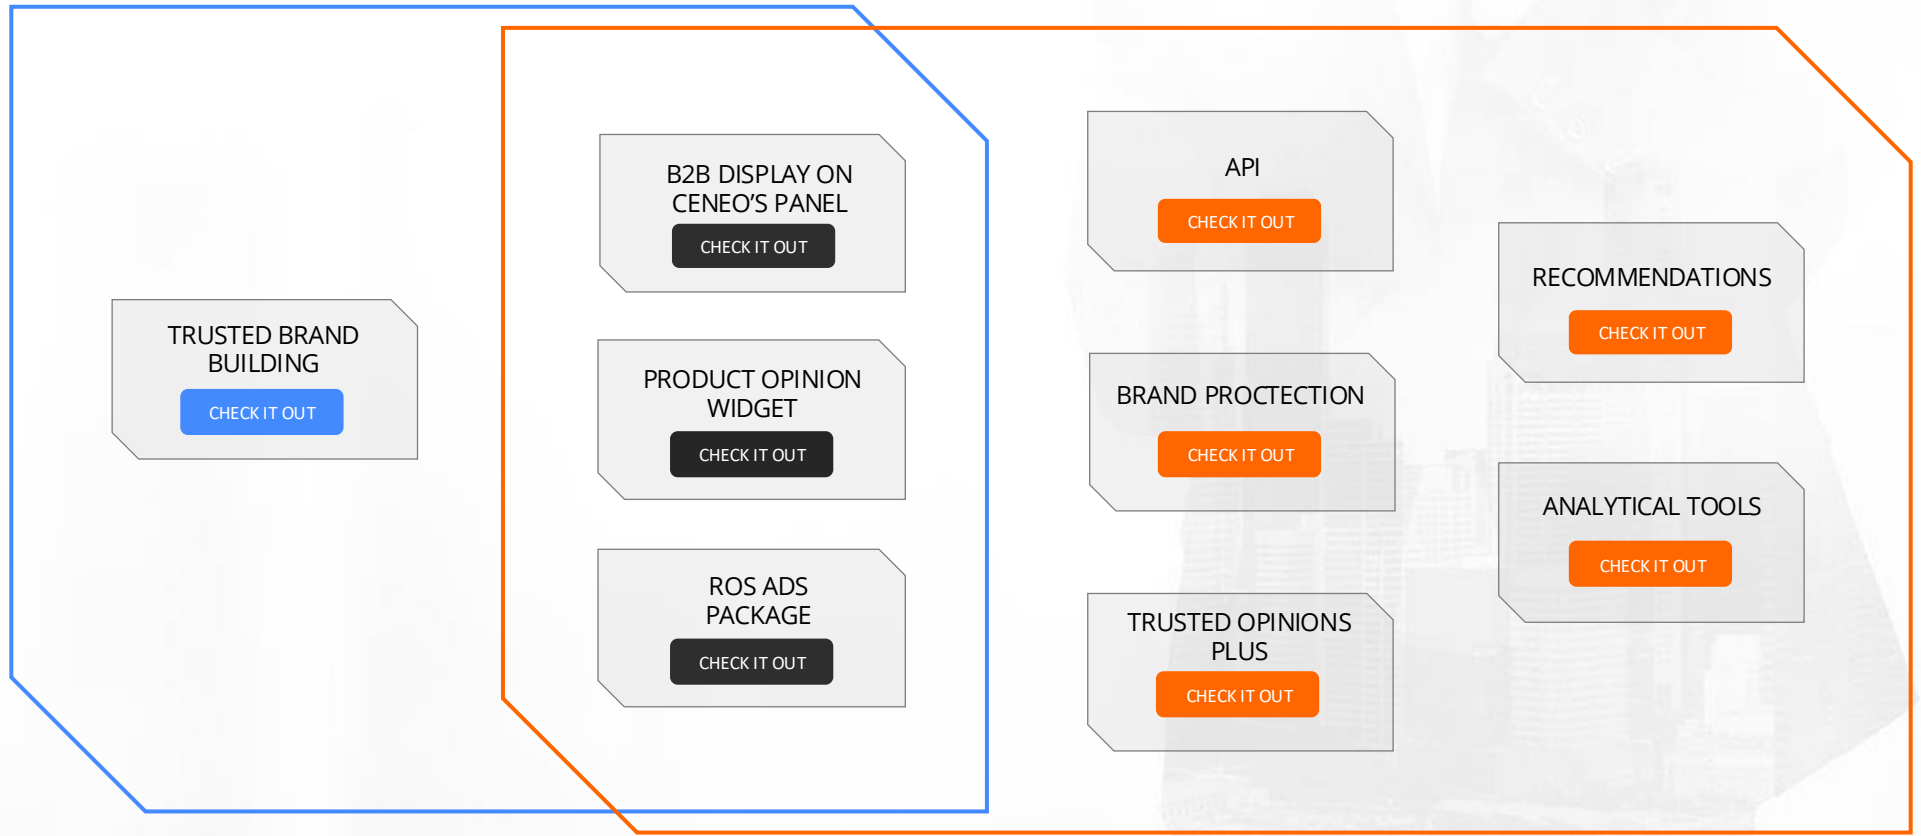 TRUSTED BRAND
BUILDING
CHECK IT OUT
B2B DISPLAY ON
CENEO’S PANEL
CHECK IT OUT
PRODUCT OPINION
WIDGET
CHECK IT OUT
ROS ADS
PACKAGE
CHECK IT OUT
API
CHECK IT OUT
BRAND PROCTECTION
CHECK IT OUT
TRUSTED OPINIONS
PLUS
CHECK IT OUT
RECOMMENDATIONS
CHECK IT OUT
ANALYTICAL TOOLS
CHECK IT OUT